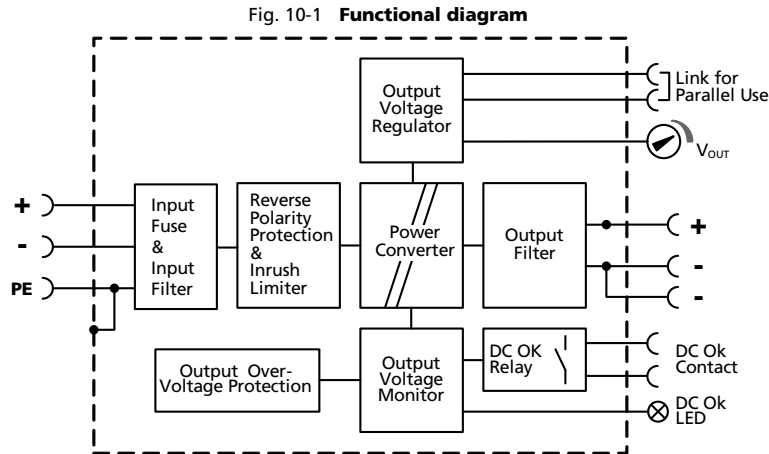 Fig. 10-1 Functional diagram
Output
Voltage
Regulator
Link for
Parallel Use
VOUT
+
-
PE
Input
Fuse
&
Input
Filter
Reverse
Polarity
Protection
&
Inrush
Limiter
Power
Converter
Output
Filter
+
-
-
Output Over-
Voltage Protection
Output
Voltage
Monitor
DC OK
Relay
DC Ok
Contact
DC Ok
LED